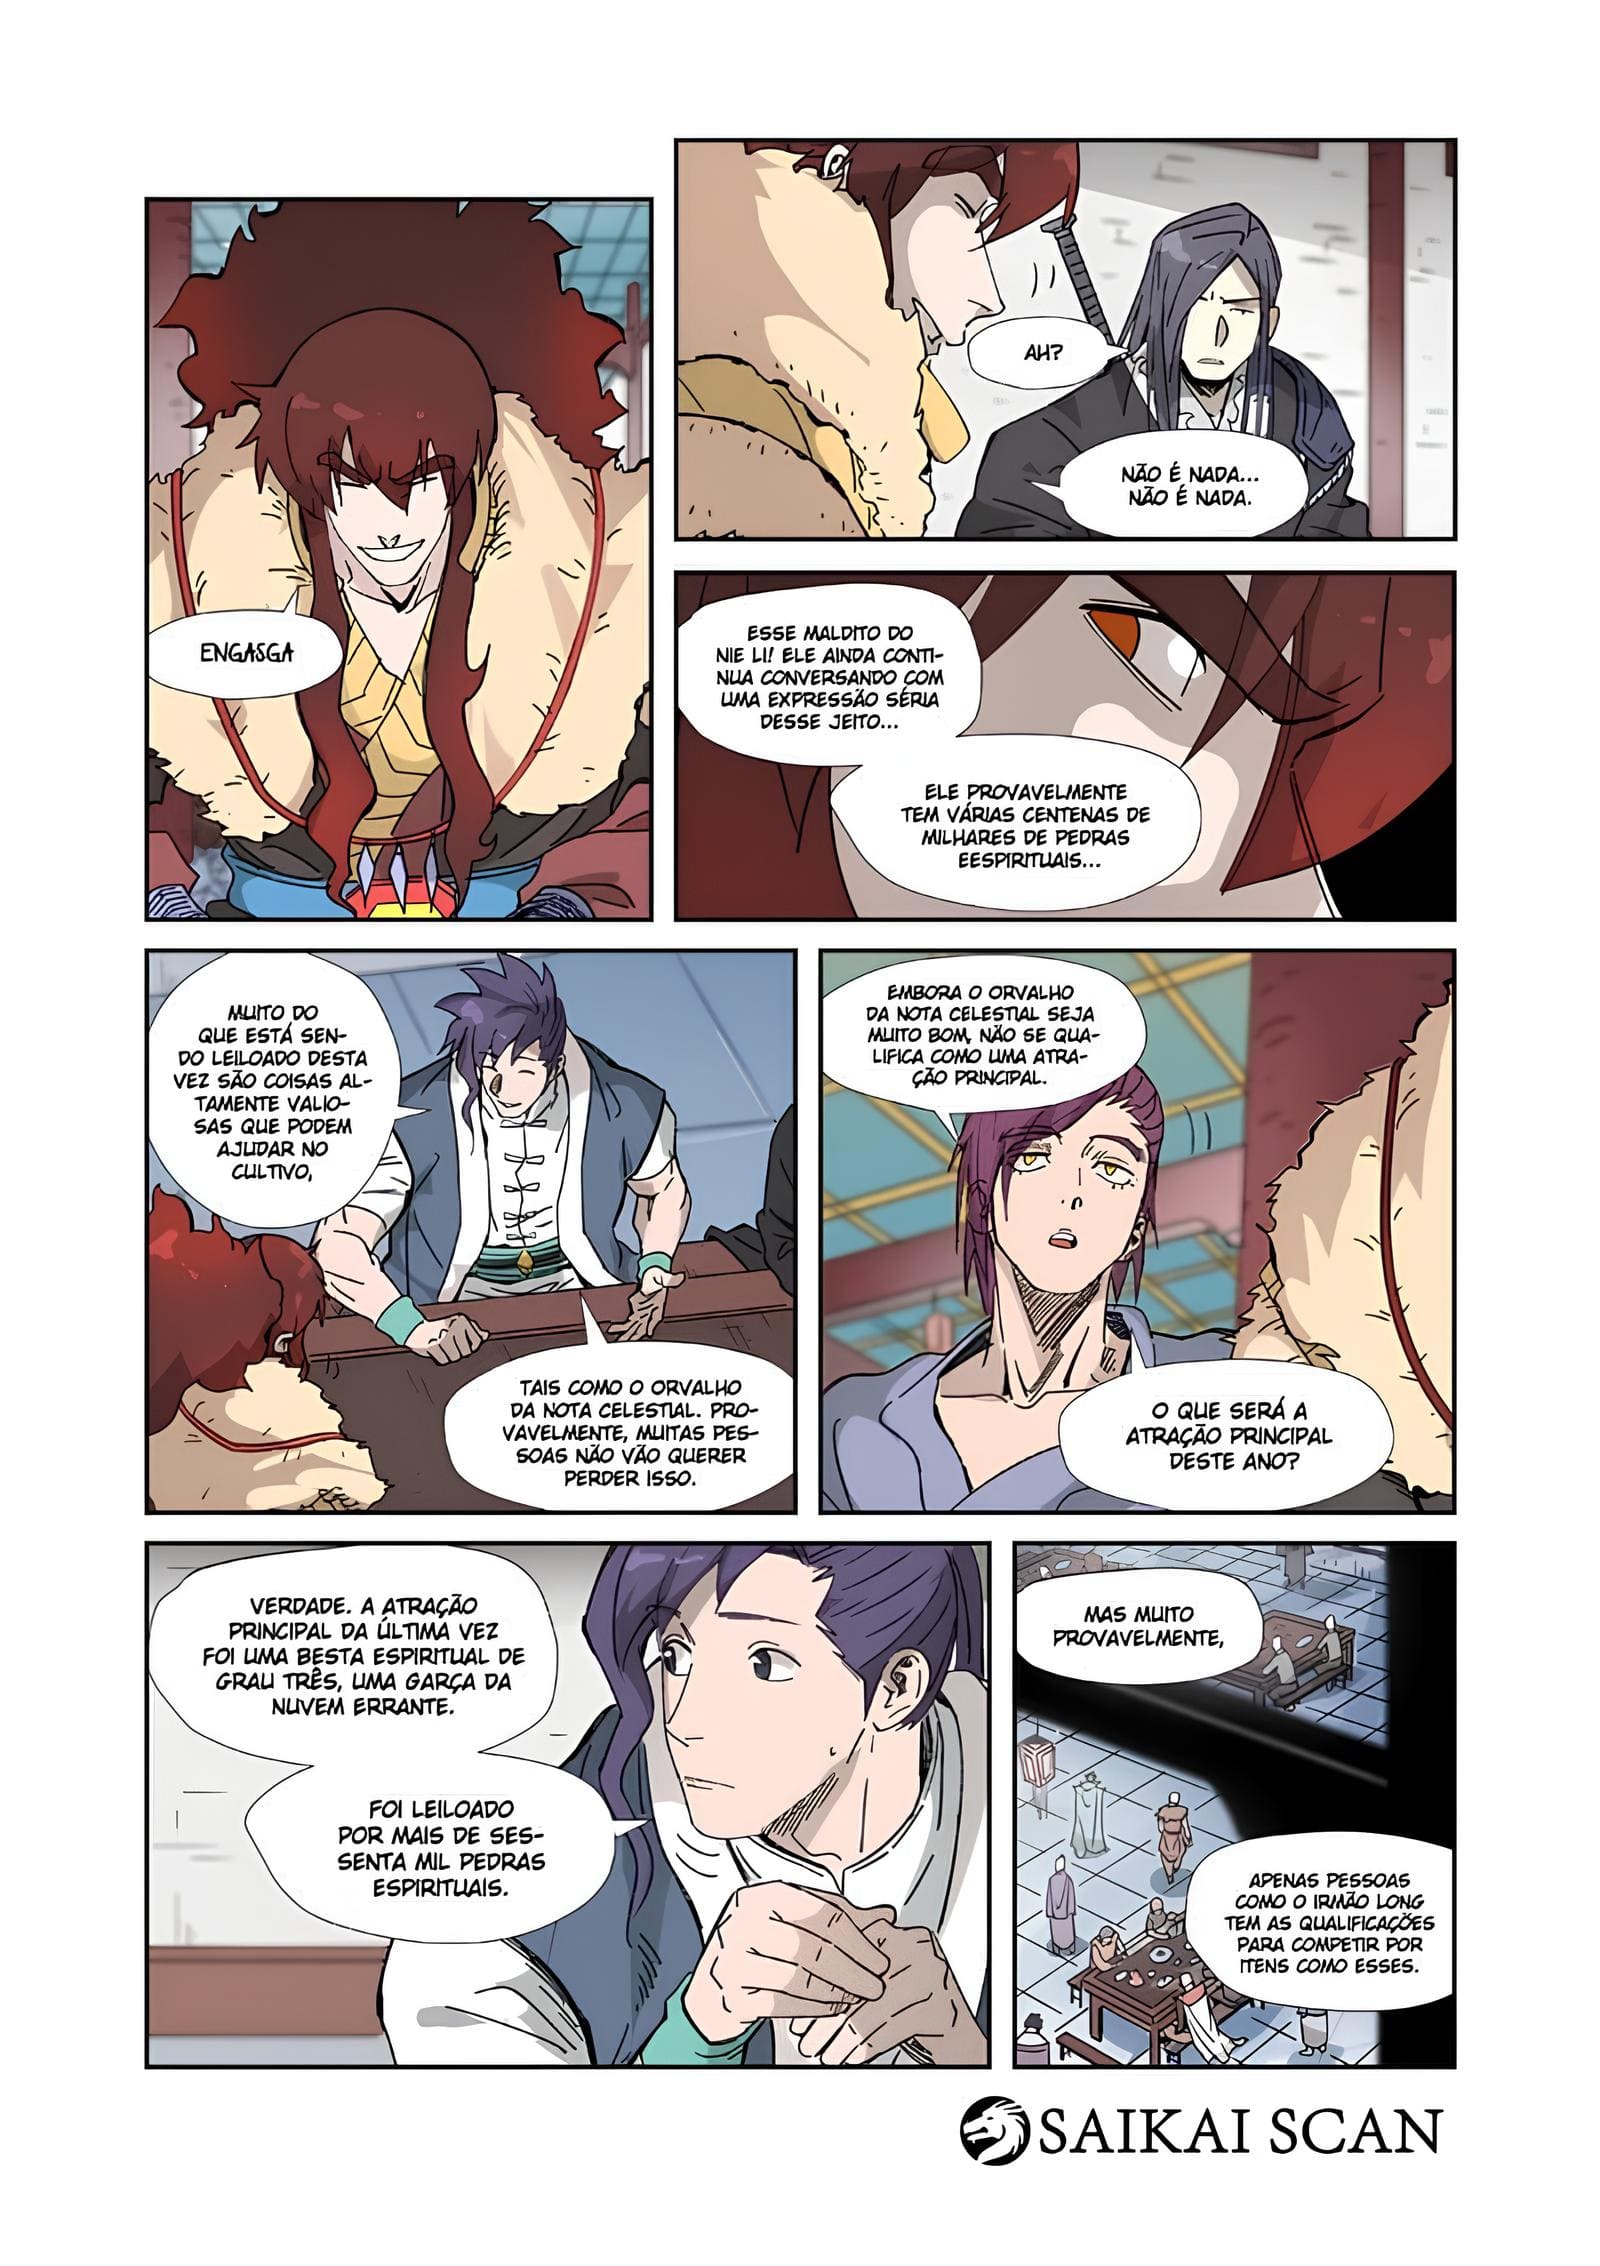 ENGASGA
AH?
NÃO É NADA...
NÃO É NADA.
ESSE MALDITO DO
NIE LI! ELE AINDA CONTI-
NUA CONVERSANDO COM
UMA EXPRESSÃO SÉRIA
DESSE JEITO...
ELE PROVAVELMENTE
TEM VÁRIAS CENTENAS DE
MILHARES DE PEDRAS
EESPIRITUAIS...
MUITO DO
QUE ESTÁ SEN-
DO LEILOADO DESTA
VEZ SÃO COISAS AL-
TAMENTE VALIO-
SAS QUE PODEM
AJUDAR NO
CULTIVO,
TAIS COMO O ORVALHO
DA NOTA CELESTIAL. PRO-
VAVELMENTE, MUITAS PES-
SOAS NÃO VÃO QUERER
PERDER ISSO.
EMBORA O ORVALHO
DA NOTA CELESTIAL SEJA
MUITO BOM, NÃO SE QUA-
LIFICA COMO UMA ATRA-
ÇÃO PRINCIPAL.
O QUE SERÁ A
ATRAÇÃO PRINCIPAL
DESTE ANO?
VERDADE. A ATRAÇÃO
PRINCIPAL DA ÚLTIMA VEZ
FOI UMA BESTA ESPIRITUAL DE
GRAU TRÊS, UMA GARÇA DA
NUVEM ERRANTE.
FOI LEILOADO
POR MAIS DE SES-
SENTA MIL PEDRAS
ESPIRITUAIS.
MAS MUITO
PROVAVELMENTE,
APENAS PESSOAS
COMO O IRMÃO LONG
TEM AS QUALIFICAÇÕES
PARA COMPETIR POR
ITENS COMO ESSES.
SAIKAI SCAN